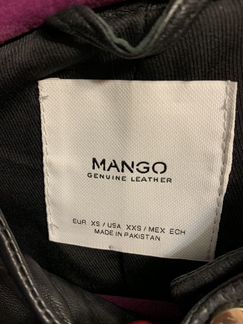 MANGO
GENUINE LEATHER
EUR XS / USA XXS / MEX ECH
MADE IN PAKISTAN